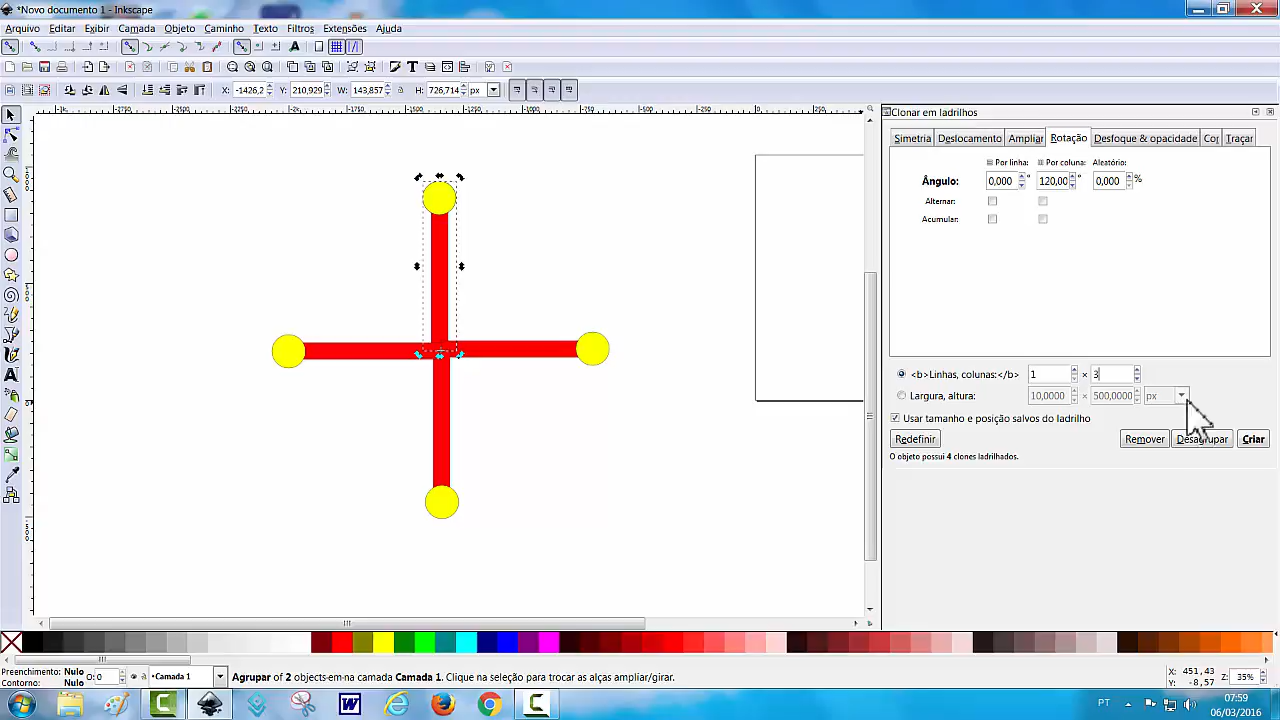 *Novo documento 1 - Inkscape
Arquivo Editar Exibir Camada Objeto Caminho Texto Filtros Extensões Ajuda
X: -1426,2 Y: 210,929 W: 143,857 H: 726,714 px
Clonar em ladrilhos
Simetria Deslocamento Ampliar Rotação Desfoque & opacidade Cor Traçar
Por linha: Por coluna: Aleatório:
Ângulo: 0,000 ° 120,00 ° 0,000 %
Alternar:
Acumular:
<b>Linhas, colunas:</b> 1 × 3
Largura, altura: 10,0000 × 500,0000 px
Usar tamanho e posição salvos do ladrilho
Redefinir Remover Desagrupar Criar
O objeto possui 4 clones ladrilhados.
Preenchimento: Nulo
Contorno: Nulo
O: 0
•Camada 1
Agrupar of 2 objects-em-na camada Camada 1. Clique na seleção para trocar as alças ampliar/girar.
X: 451,43
Y: -8,57
Z: 35%
PT
07:59
06/03/2016